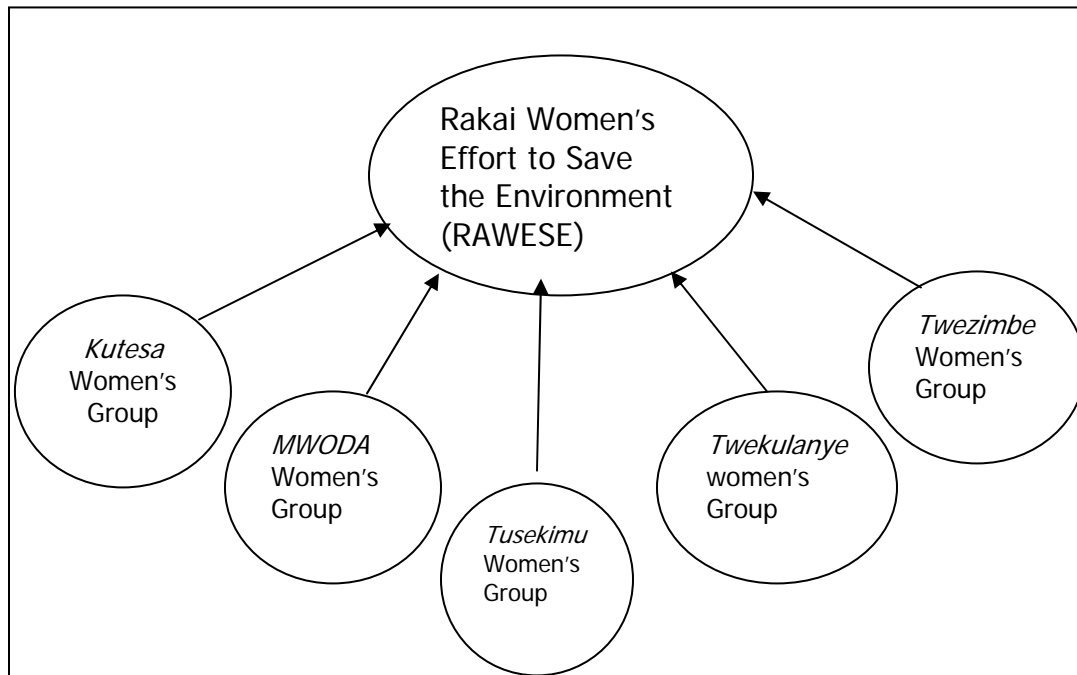 Rakai Women's
Effort to Save
the Environment
(RAWESE)
Kutesa
Women's
Group
MWODA
Women's
Group
Tusekimu
Women's
Group
Twekulanye
women's
Group
Twezimbe
Women's
Group